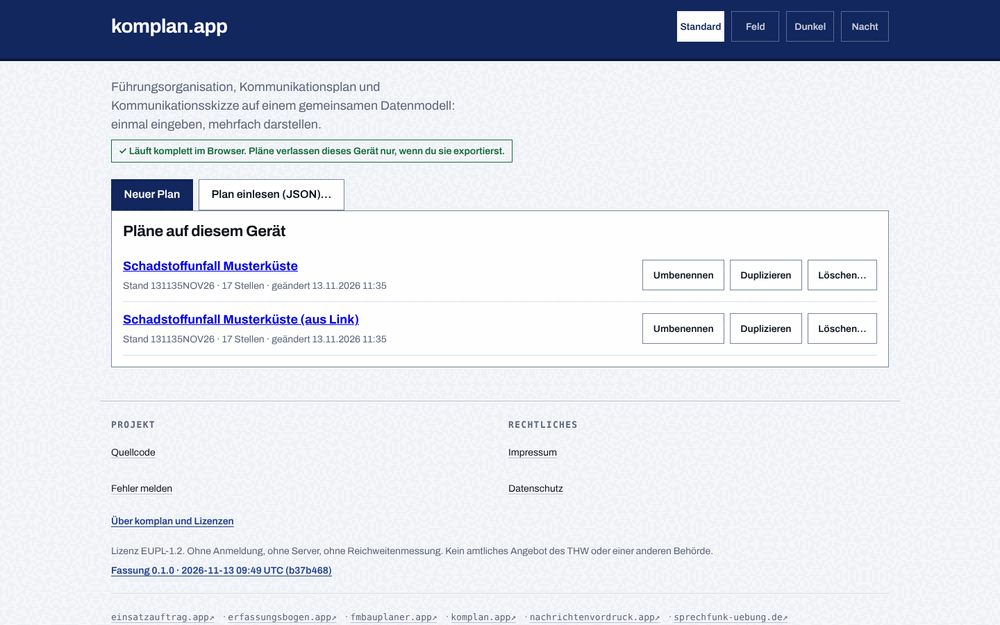 komplan.app
Standard
Feld
Dunkel
Nacht
Führungsorganisation, Kommunikationsplan und
Kommunikationsskizze auf einem gemeinsamen Datenmodell:
einmal eingeben, mehrfach darstellen.
✓ Läuft komplett im Browser. Pläne verlassen dieses Gerät nur, wenn du sie exportierst.
Neuer Plan
Plan einlesen (JSON)…
Pläne auf diesem Gerät
Schadstoffunfall Musterküste
Stand 131135NOV26 · 17 Stellen · geändert 13.11.2026 11:35
Umbenennen
Duplizieren
Löschen…
Schadstoffunfall Musterküste (aus Link)
Stand 131135NOV26 · 17 Stellen · geändert 13.11.2026 11:35
Umbenennen
Duplizieren
Löschen…
PROJEKT
Quellcode
Fehler melden
Über komplan und Lizenzen
RECHTLICHES
Impressum
Datenschutz
Lizenz EUPL-1.2. Ohne Anmeldung, ohne Server, ohne Reichweitenmessung. Kein amtliches Angebot des THW oder einer anderen Behörde.
Fassung 0.1.0 · 2026-11-13 09:49 UTC (b37b468)
einsatzauftrag.app↗ · erfassungsbogen.app↗ · fmbauplaner.app↗ · komplan.app↗ · nachrichtenvordruck.app↗ · sprechfunk-uebung.de↗